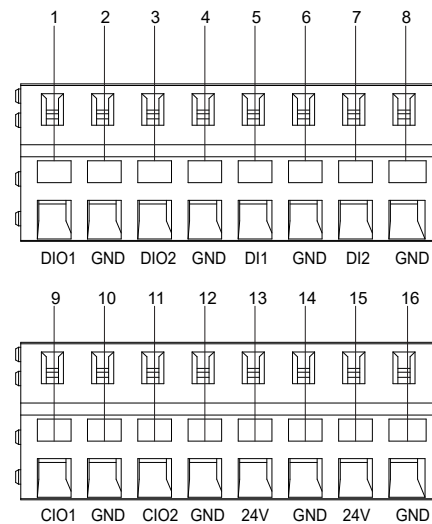 1 2 3 4 5 6 7 8
DIO1 GND DIO2 GND DI1 GND DI2 GND
9 10 11 12 13 14 15 16
CIO1 GND CIO2 GND 24V GND 24V GND